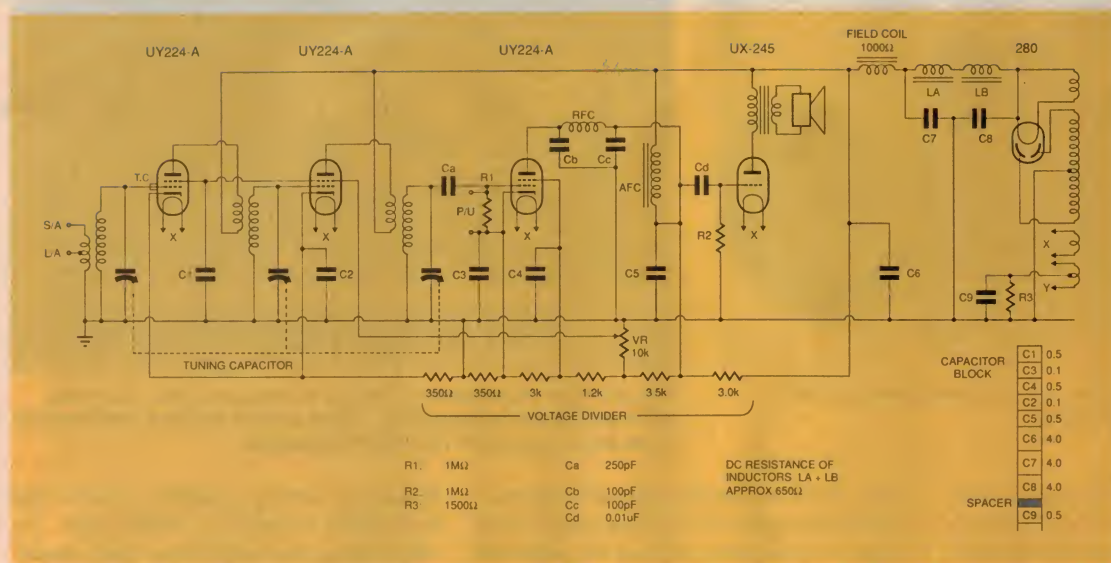 UY224-A UY224-A UY224-A UX-245 FIELD COIL 1000Ω 280
LA LB
C7 C8
RFC
Cb Cc
T.C Ca R1 P/U AFC Cd
S/A
L/A
X X X X
R2
C1 C2 C3 C4 C5 C6
X
Y
C9 R3
VR
10k
TUNING CAPACITOR
350Ω 350Ω 3k 1.2k 3.5k 3.0k
VOLTAGE DIVIDER
CAPACITOR
BLOCK
C1 0.5
C3 0.1
C4 0.5
C2 0.1
C5 0.5
C6 4.0
C7 4.0
C8 4.0
SPACER
C9 0.5
R1. 1MΩ
R2. 1MΩ
R3: 1500Ω
Ca 250pF
Cb 100pF
Cc 100pF
Cd 0.01uF
DC RESISTANCE OF
INDUCTORS LA + LB
APPROX 650Ω